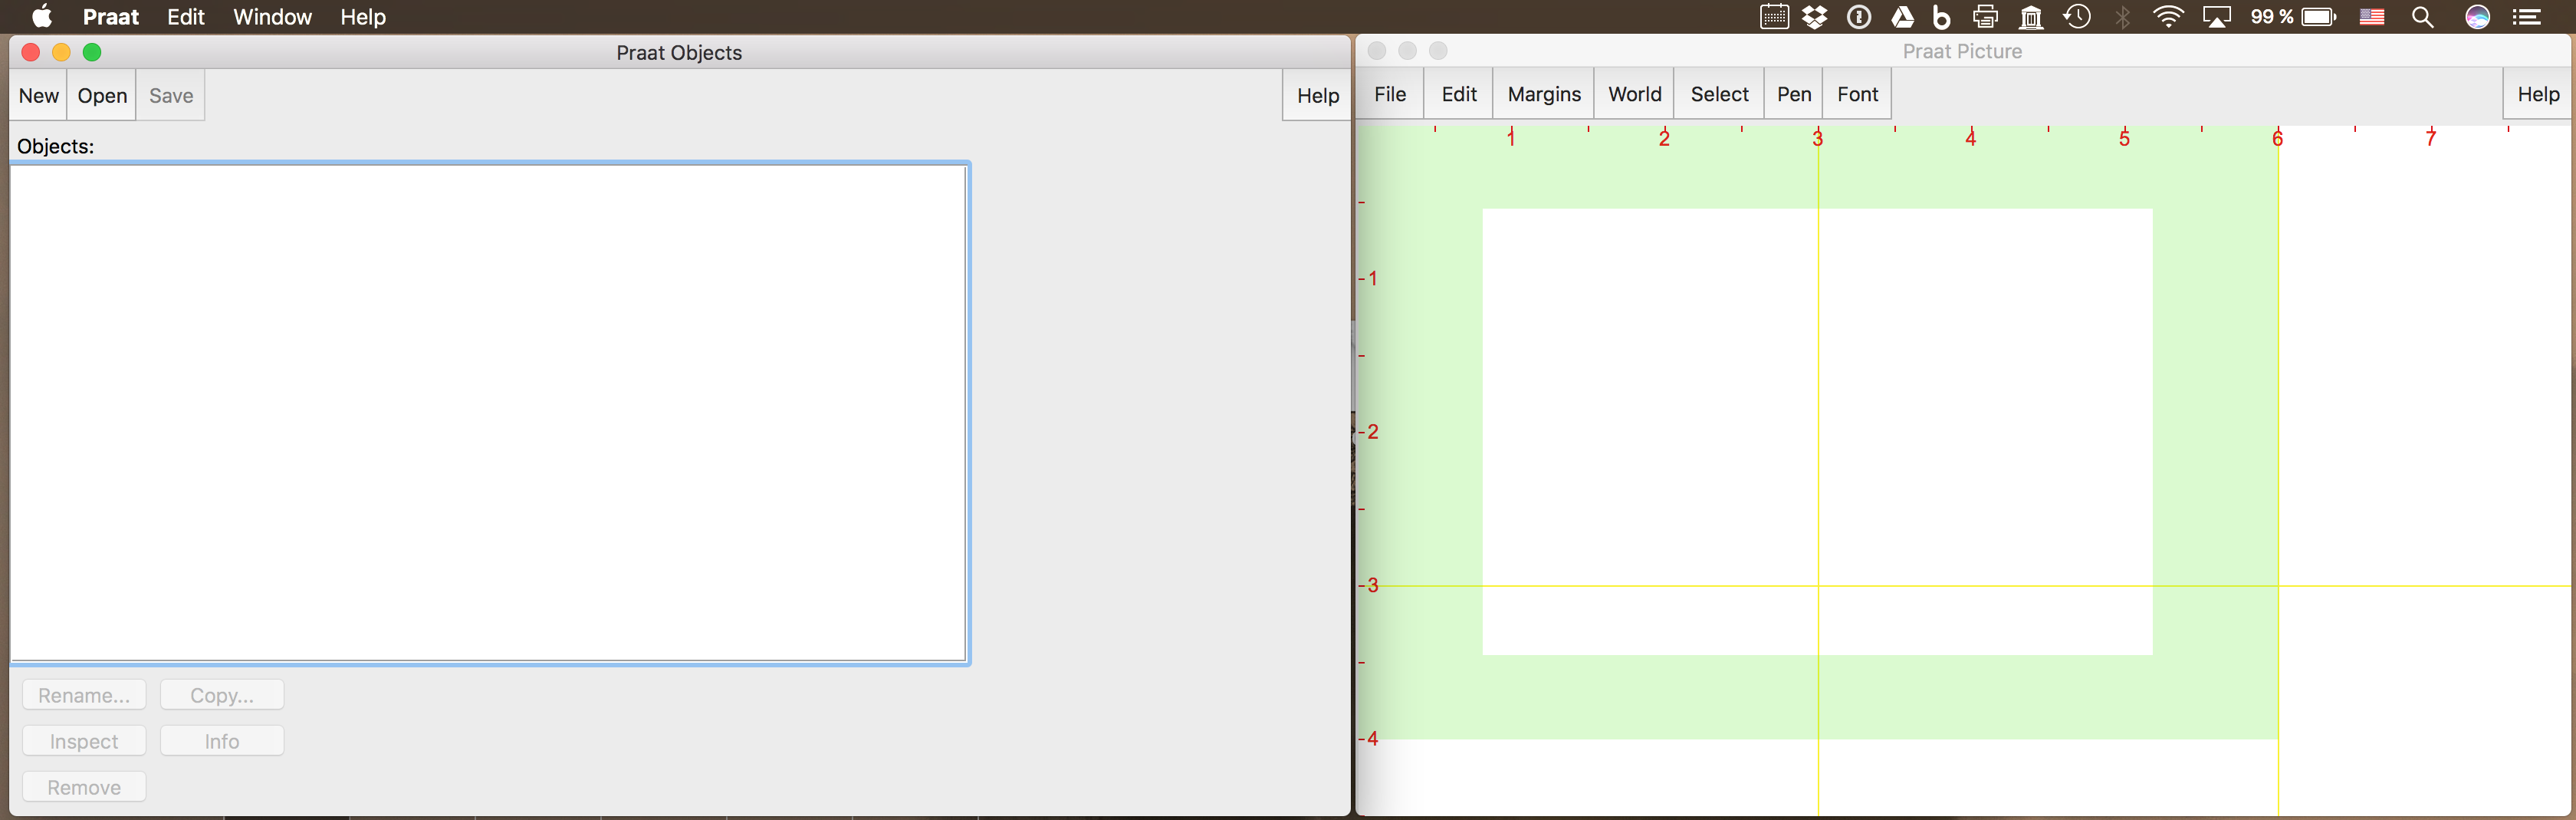 Praat Edit Window Help 99 %
Praat Objects
New Open Save Help
Objects:
Rename... Copy...
Inspect Info
Remove
Praat Picture
File Edit Margins World Select Pen Font Help
1 2 3 4 5 6 7
-1
-2
-3
-4